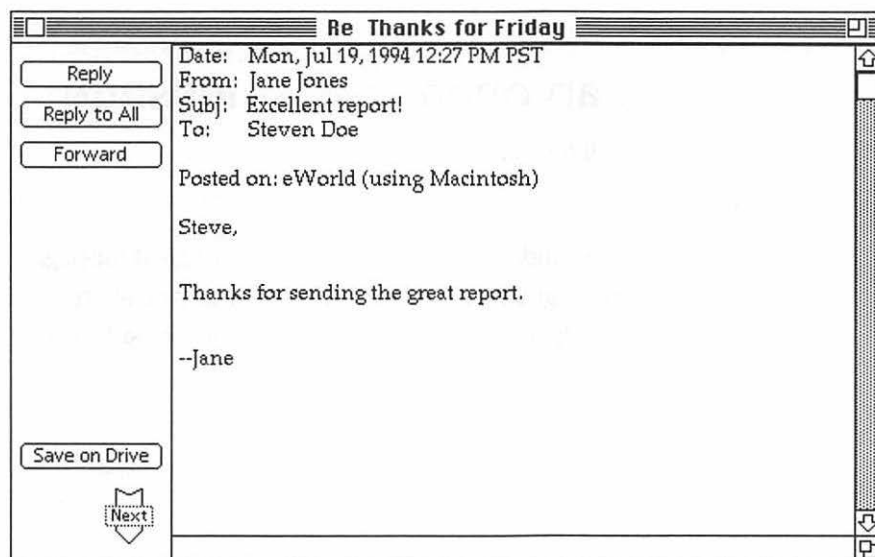 Re Thanks for Friday
Reply
Reply to All
Forward
Save on Drive
Next
Date: Mon, Jul 19, 1994 12:27 PM PST
From: Jane Jones
Subj: Excellent report!
To: Steven Doe
Posted on: eWorld (using Macintosh)
Steve,
Thanks for sending the great report.
--Jane